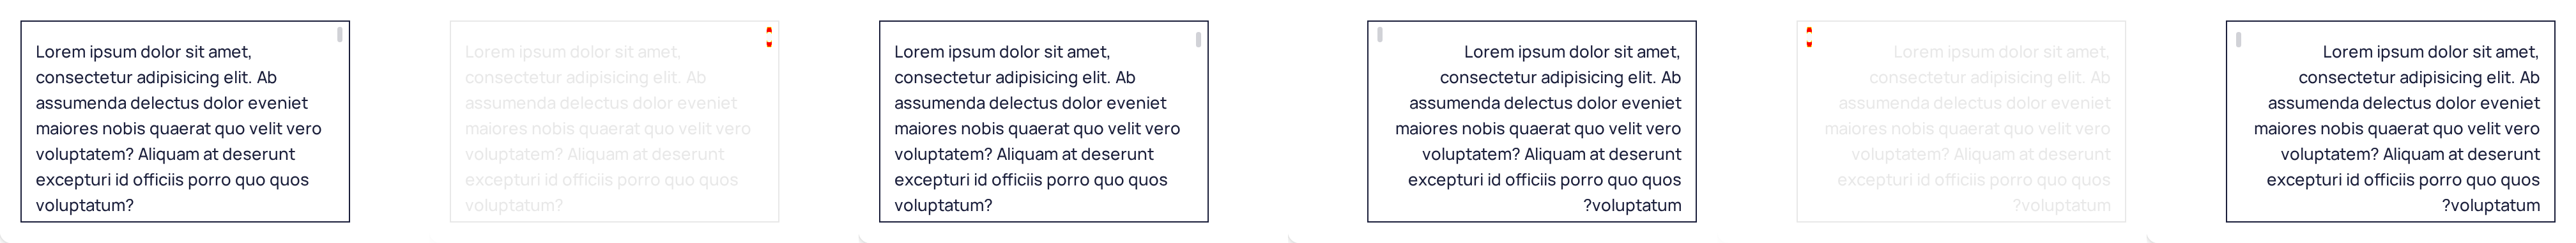 Lorem ipsum dolor sit amet,
consectetur adipisicing elit. Ab
assumenda delectus dolor eveniet
maiores nobis quaerat quo velit vero
voluptatem? Aliquam at deserunt
excepturi id officiis porro quo quos
voluptatum?
Lorem ipsum dolor sit amet,
consectetur adipisicing elit. Ab
assumenda delectus dolor eveniet
maiores nobis quaerat quo velit vero
voluptatem? Aliquam at deserunt
excepturi id officiis porro quo quos
voluptatum?
Lorem ipsum dolor sit amet,
consectetur adipisicing elit. Ab
assumenda delectus dolor eveniet
maiores nobis quaerat quo velit vero
voluptatem? Aliquam at deserunt
excepturi id officiis porro quo quos
voluptatum?
Lorem ipsum dolor sit amet,
consectetur adipisicing elit. Ab
assumenda delectus dolor eveniet
maiores nobis quaerat quo velit vero
voluptatem? Aliquam at deserunt
excepturi id officiis porro quo quos
?voluptatum
Lorem ipsum dolor sit amet,
consectetur adipisicing elit. Ab
assumenda delectus dolor eveniet
maiores nobis quaerat quo velit vero
voluptatem? Aliquam at deserunt
excepturi id officiis porro quo quos
?voluptatum
Lorem ipsum dolor sit amet,
consectetur adipisicing elit. Ab
assumenda delectus dolor eveniet
maiores nobis quaerat quo velit vero
voluptatem? Aliquam at deserunt
excepturi id officiis porro quo quos
?voluptatum